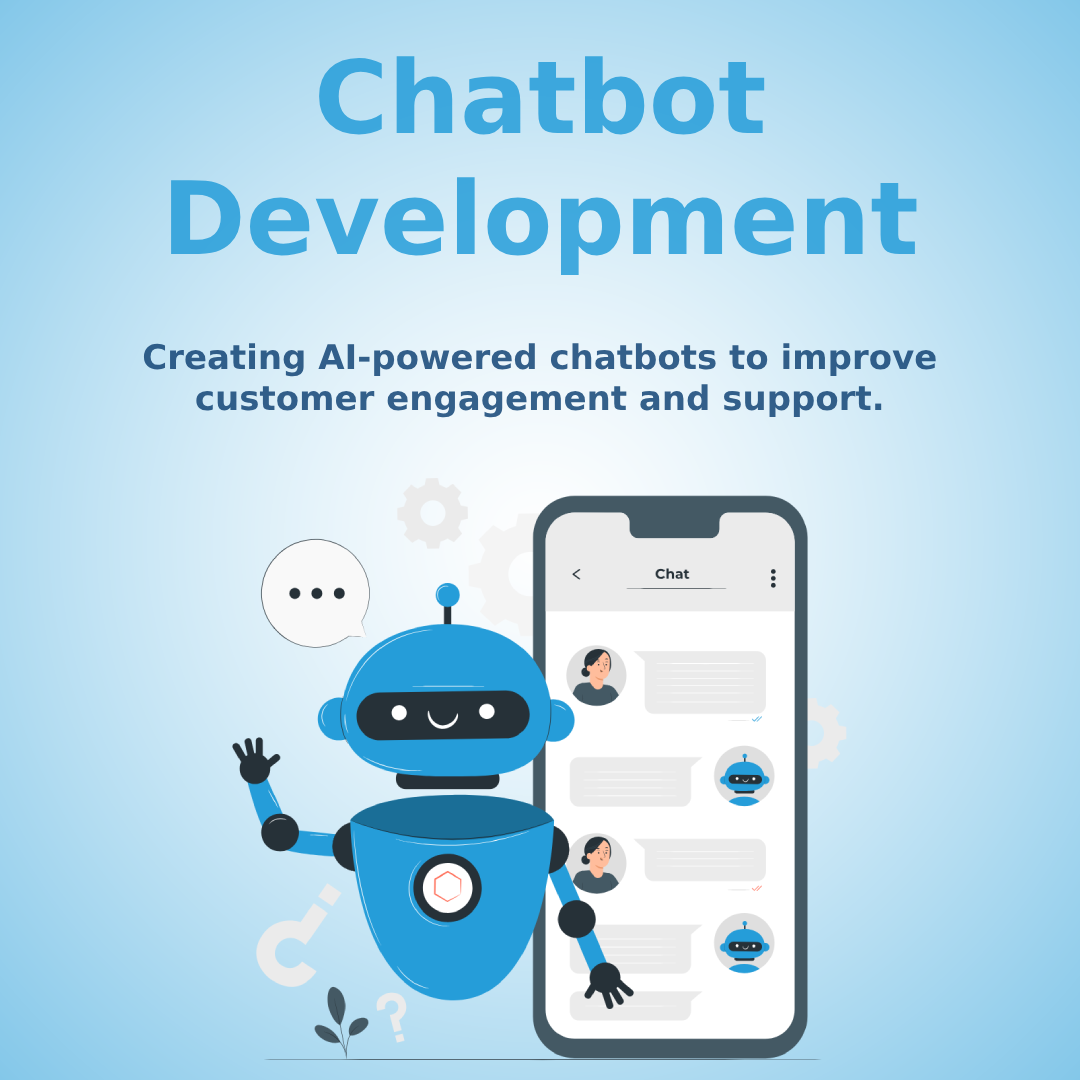 Chatbot
Development
Creating AI-powered chatbots to improve
customer engagement and support.
Chat